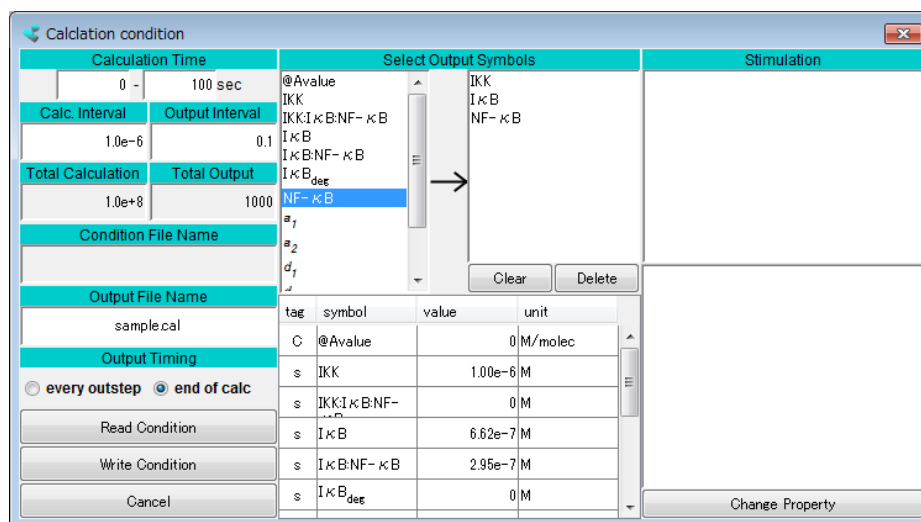 Calclation condition
Calculation Time
0 - 100 sec
Calc. Interval Output Interval
1.0e-6 0.1
Total Calculation Total Output
1.0e+8 1000
Condition File Name
Output File Name
sample.cal
Output Timing
every outstep end of calc
Read Condition
Write Condition
Cancel
Select Output Symbols
@Avalue
IKK
IKK:IκB:NF-κB
IκB
IκB:NF-κB
IκBdeg
NF-κB
a1
a2
d1
IKK
IκB
NF-κB
Clear Delete
tag symbol value unit
C @Avalue 0 M/molec
s IKK 1.00e-6 M
s IKK:IκB:NF-κB 0 M
s IκB 6.62e-7 M
s IκB:NF-κB 2.95e-7 M
s IκBdeg 0 M
Stimulation
Change Property